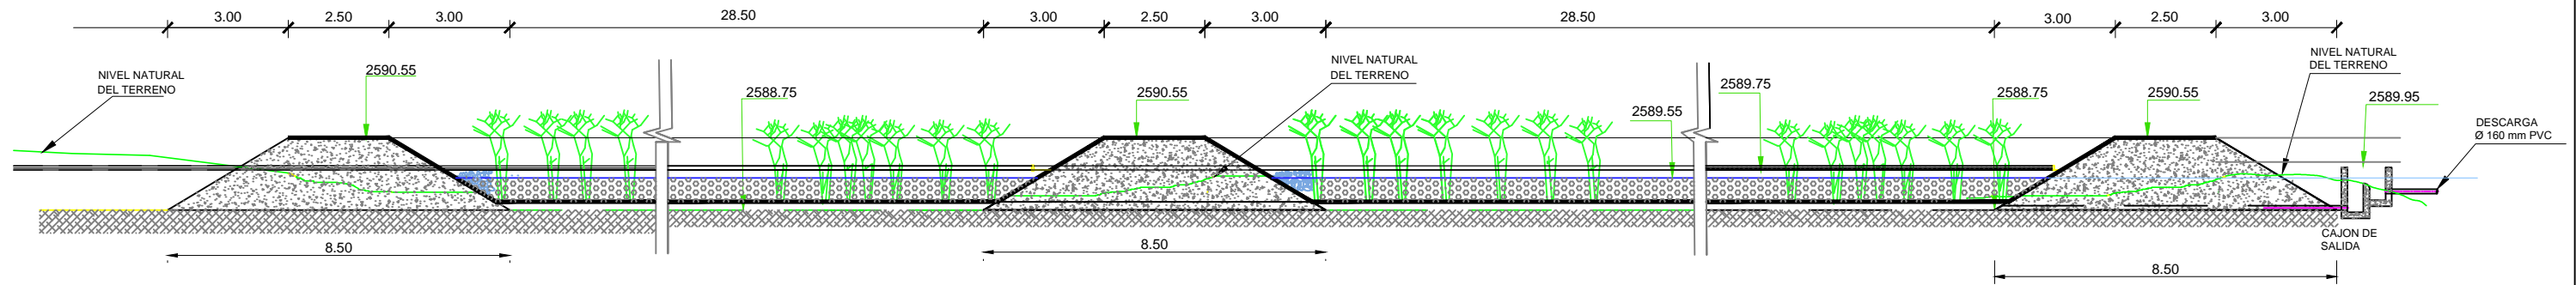 3.00
2.50
3.00
28.50
3.00
2.50
3.00
28.50
3.00
2.50
3.00
NIVEL NATURAL
DEL TERRENO
2590.55
2588.75
NIVEL NATURAL
DEL TERRENO
2590.55
2589.55
2589.75
2588.75
2590.55
NIVEL NATURAL
DEL TERRENO
2589.95
DESCARGA
Ø 160 mm PVC
CAJON DE
SALIDA
8.50
8.50
8.50